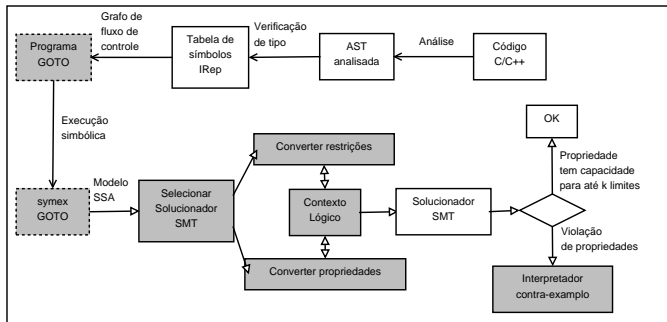 Programa
GOTO
Grafo de
fluxo de
controle
Tabela de
símbolos
IRep
Verificação
de tipo
AST
analisada
Análise
Código
C/C++
Execução
simbólica
symex
GOTO
Modelo
SSA
Selecionar
Solucionador
SMT
Converter restrições
Contexto
Lógico
Converter propriedades
Solucionador
SMT
OK
Propriedade
tem capacidade
para até k limites
Violação
de propriedades
Interpretador
contra-exemplo